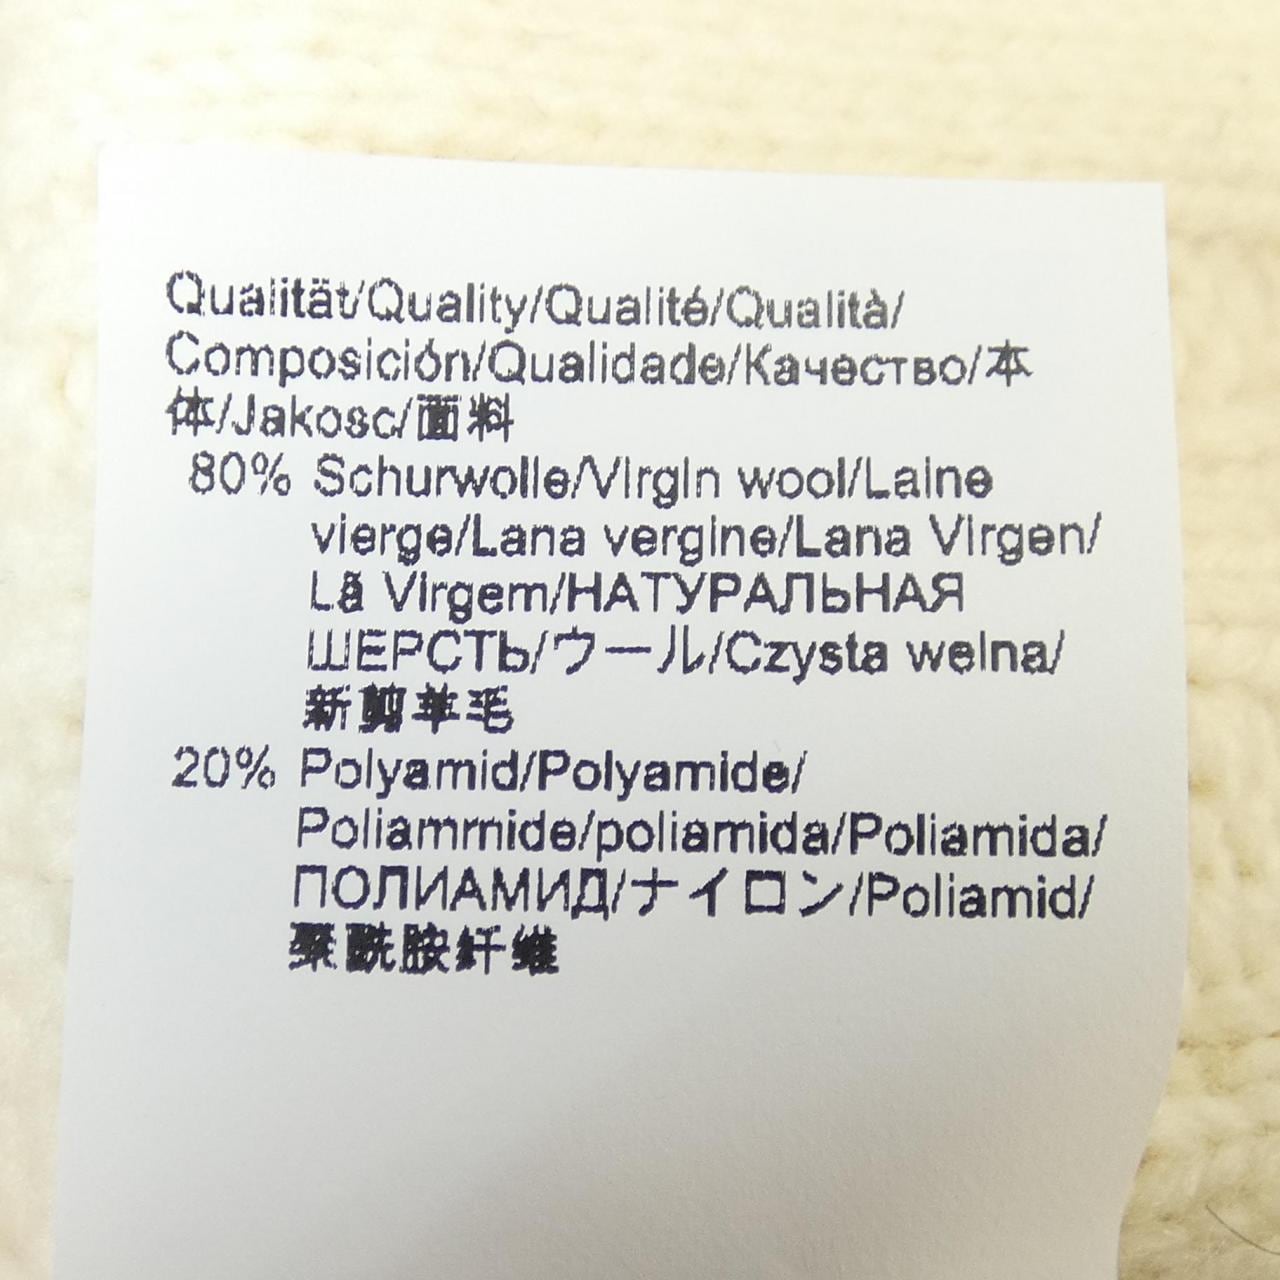 Qualität/Quality/Qualité/Qualità/
Composición/Qualidade/Качество/本
体/Jakosc/面料
80% Schurwolle/Virgin wool/Laine
vierge/Lana vergine/Lana Virgen/
Lã Virgem/НАТУРАЛЬНАЯ
ШЕРСТЬ/ウール/Czysta welna/
新剪羊毛
20% Polyamid/Polyamide/
Poliammide/poliamida/Poliamida/
ПОЛИАМИД/ナイロン/Poliamid/
聚酰胺纤维